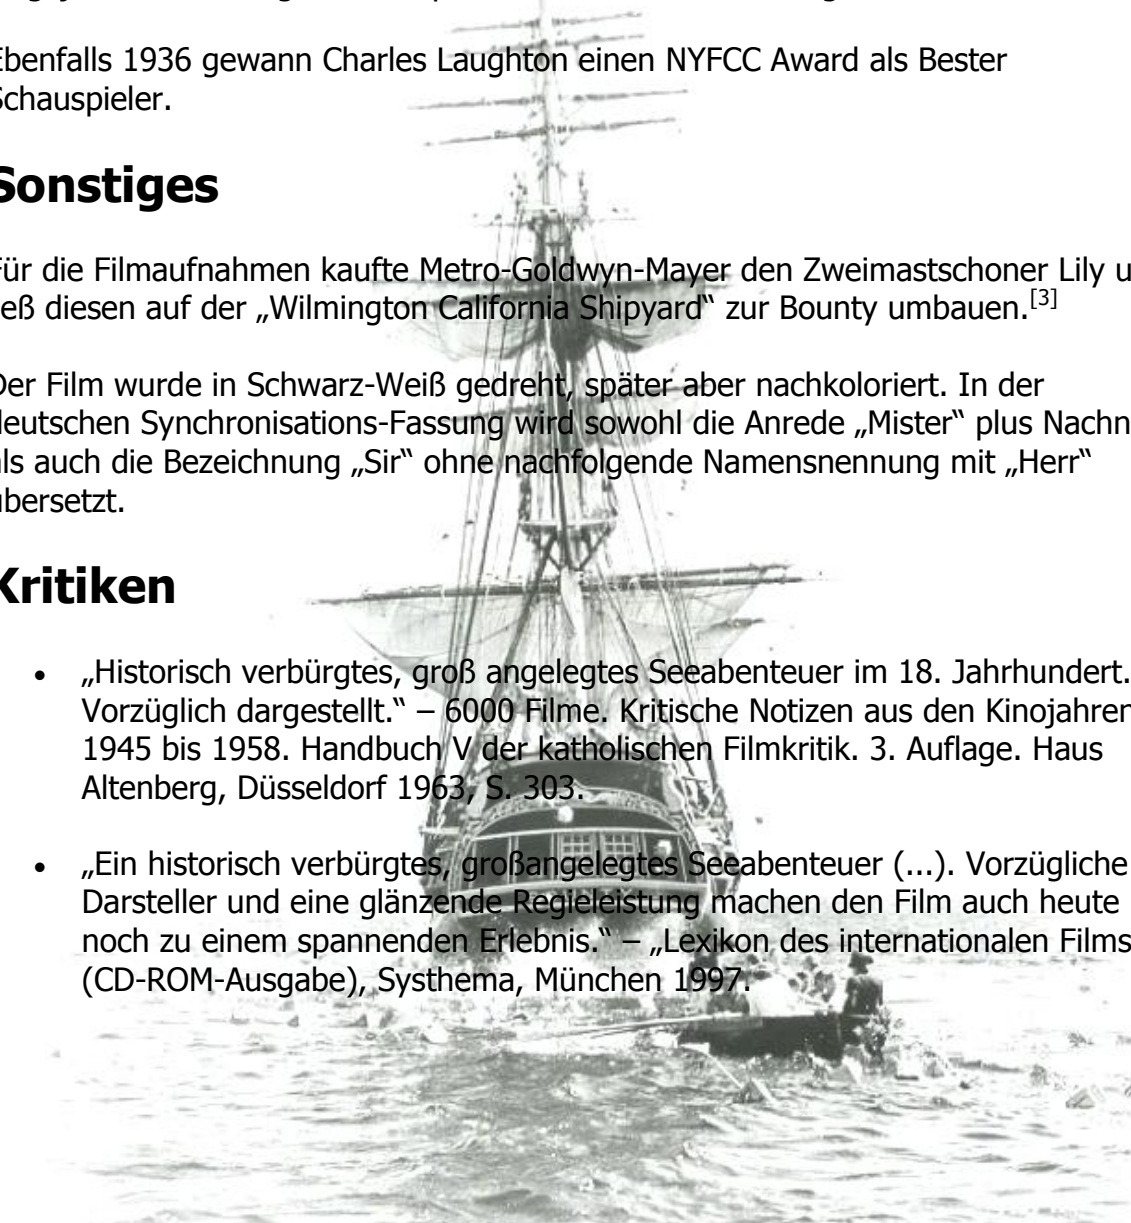 Ebenfalls 1936 gewann Charles Laughton einen NYFCC Award als Bester
Schauspieler.
Sonstiges
Für die Filmaufnahmen kaufte Metro-Goldwyn-Mayer den Zweimastschoner Lily u
ieß diesen auf der „Wilmington California Shipyard“ zur Bounty umbauen.[3]
Der Film wurde in Schwarz-Weiß gedreht, später aber nachkoloriert. In der
deutschen Synchronisations-Fassung wird sowohl die Anrede „Mister“ plus Nachn
als auch die Bezeichnung „Sir“ ohne nachfolgende Namensnennung mit „Herr“
übersetzt.
Kritiken
• „Historisch verbürgtes, groß angelegtes Seeabenteuer im 18. Jahrhundert.
Vorzüglich dargestellt.“ – 6000 Filme. Kritische Notizen aus den Kinojahren
1945 bis 1958. Handbuch V der katholischen Filmkritik. 3. Auflage. Haus
Altenberg, Düsseldorf 1963, S. 303.
• „Ein historisch verbürgtes, großangelegtes Seeabenteuer (...). Vorzügliche
Darsteller und eine glänzende Regieleistung machen den Film auch heute
noch zu einem spannenden Erlebnis.“ – „Lexikon des internationalen Films
(CD-ROM-Ausgabe), Systhema, München 1997.